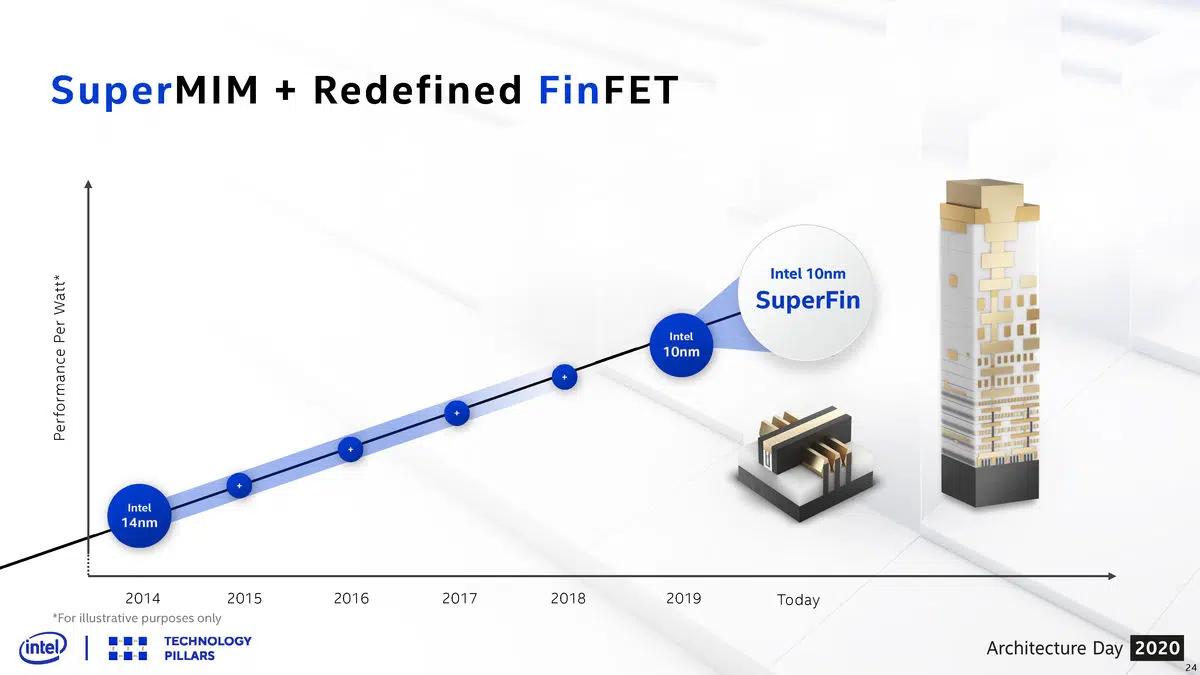 SuperMIM + Redefined FinFET
Performance Per Watt*
Intel 10nm
SuperFin
Intel
10nm
+
+
+
+
Intel
14nm
2014 2015 2016 2017 2018 2019 Today
*For illustrative purposes only
intel
TECHNOLOGY
PILLARS
Architecture Day 2020
24